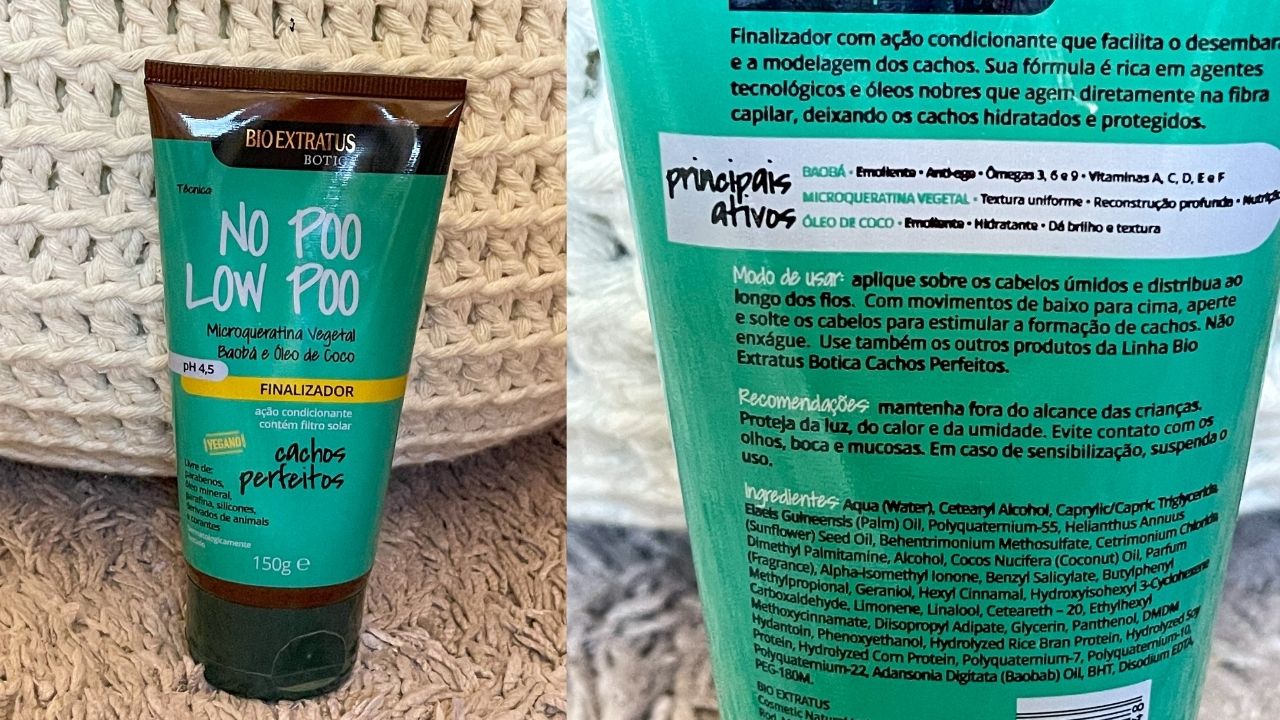 BIO EXTRATUS
BOTICA
Técnica
NO POO
LOW POO
Microqueratina Vegetal
Baobá e Óleo de Coco
pH 4,5
FINALIZADOR
ação condicionante
contém filtro solar
VEGANO
cachos
perfeitos
Livre de:
parabenos,
óleo mineral,
parafina, silicones,
derivados de animais
e corantes
Dermatologicamente
testado
150g ℮
Finalizador com ação condicionante que facilita o desembar
e a modelagem dos cachos. Sua fórmula é rica em agentes
tecnológicos e óleos nobres que agem diretamente na fibra
capilar, deixando os cachos hidratados e protegidos.
principais
ativos
BAOBÁ • Emoliente • Anti-age • Ômegas 3, 6 e 9 • Vitaminas A, C, D, E e F
MICROQUERATINA VEGETAL • Textura uniforme • Reconstrução profunda • Nutrição
ÓLEO DE COCO • Emoliente • Hidratante • Dá brilho e textura
Modo de usar: aplique sobre os cabelos úmidos e distribua ao
longo dos fios. Com movimentos de baixo para cima, aperte
e solte os cabelos para estimular a formação de cachos. Não
enxágue. Use também os outros produtos da Linha Bio
Extratus Botica Cachos Perfeitos.
Recomendações: mantenha fora do alcance das crianças.
Proteja da luz, do calor e da umidade. Evite contato com os
olhos, boca e mucosas. Em caso de sensibilização, suspenda o
uso.
Ingredientes: Aqua (Water), Cetearyl Alcohol, Caprylic/Capric Triglyceride,
Elaeis Guineensis (Palm) Oil, Polyquaternium-55, Helianthus Annuus
(Sunflower) Seed Oil, Behentrimonium Methosulfate, Cetrimonium Chloride,
Dimethyl Palmitamine, Alcohol, Cocos Nucifera (Coconut) Oil, Parfum
(Fragrance), Alpha-Isomethyl Ionone, Benzyl Salicylate, Butylphenyl
Methylpropional, Geraniol, Hexyl Cinnamal, Hydroxyisohexyl 3-Cyclohexene
Carboxaldehyde, Limonene, Linalool, Ceteareth – 20, Ethylhexyl
Methoxycinnamate, Diisopropyl Adipate, Glycerin, Panthenol, DMDM
Hydantoin, Phenoxyethanol, Hydrolyzed Rice Bran Protein, Hydrolyzed Soy
Protein, Hydrolyzed Corn Protein, Polyquaternium-7, Polyquaternium-10,
Polyquaternium-22, Adansonia Digitata (Baobab) Oil, BHT, Disodium EDTA,
PEG-180M.
BIO EXTRATUS
Cosmetic Natural